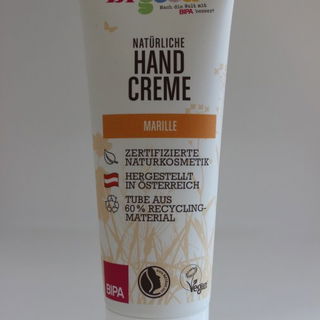 Mach die Welt mit
BIPA besser!
NATÜRLICHE
HAND
CREME
MARILLE
ZERTIFIZIERTE
NATURKOSMETIK
HERGESTELLT
IN ÖSTERREICH
TUBE AUS
60% RECYCLING-
MATERIAL
BIPA
Vegan